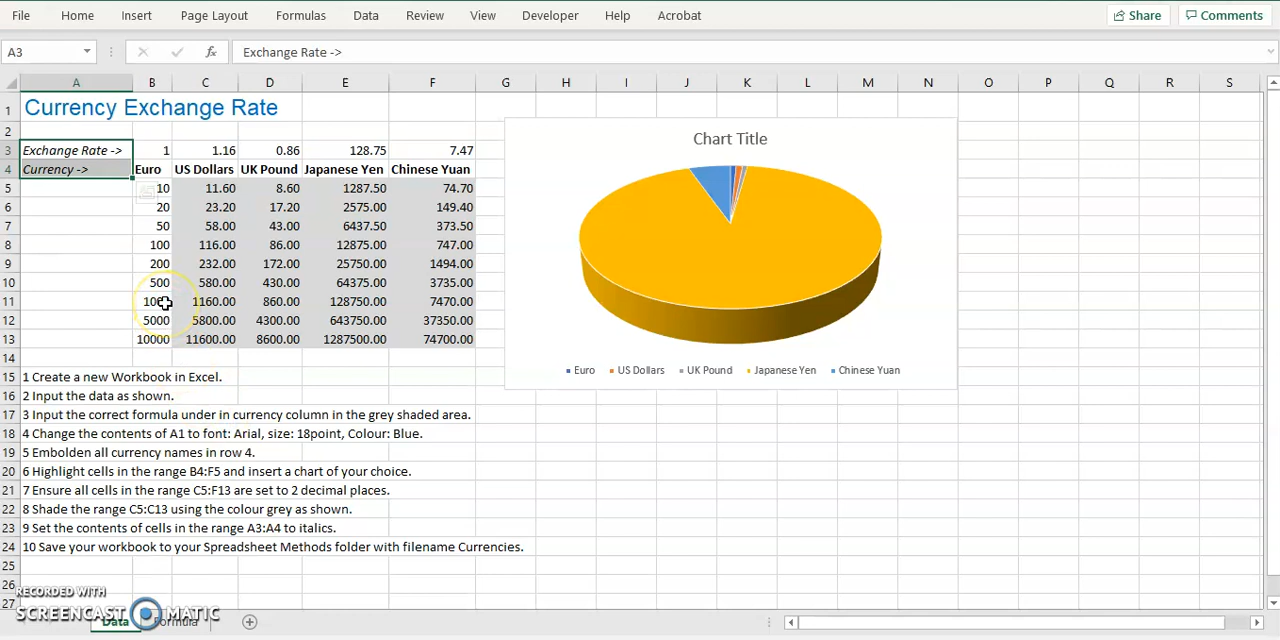 File Home Insert Page Layout Formulas Data Review View Developer Help Acrobat Share Comments
A3 fx Exchange Rate ->
A B C D E F G H I J K L M N O P Q R S
1 Currency Exchange Rate
2
3 Exchange Rate -> 1 1.16 0.86 128.75 7.47
4 Currency -> Euro US Dollars UK Pound Japanese Yen Chinese Yuan
5 10 11.60 8.60 1287.50 74.70
6 20 23.20 17.20 2575.00 149.40
7 50 58.00 43.00 6437.50 373.50
8 100 116.00 86.00 12875.00 747.00
9 200 232.00 172.00 25750.00 1494.00
10 500 580.00 430.00 64375.00 3735.00
11 1000 1160.00 860.00 128750.00 7470.00
12 5000 5800.00 4300.00 643750.00 37350.00
13 10000 11600.00 8600.00 1287500.00 74700.00
14
Chart Title
Euro US Dollars UK Pound Japanese Yen Chinese Yuan
15 1 Create a new Workbook in Excel.
16 2 Input the data as shown.
17 3 Input the correct formula under in currency column in the grey shaded area.
18 4 Change the contents of A1 to font: Arial, size: 18point, Colour: Blue.
19 5 Embolden all currency names in row 4.
20 6 Highlight cells in the range B4:F5 and insert a chart of your choice.
21 7 Ensure all cells in the range C5:F13 are set to 2 decimal places.
22 8 Shade the range C5:C13 using the colour grey as shown.
23 9 Set the contents of cells in the range A3:A4 to italics.
24 10 Save your workbook to your Spreadsheet Methods folder with filename Currencies.
25
26
27
RECORDED WITH
SCREENCAST MATIC
Data Formula